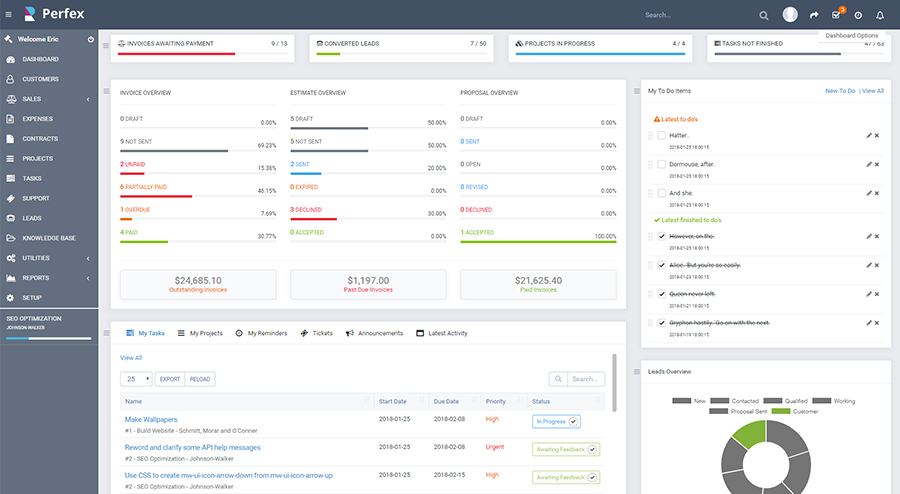 Perfex
Search...
3
Welcome Eric
DASHBOARD
CUSTOMERS
SALES
EXPENSES
CONTRACTS
PROJECTS
TASKS
SUPPORT
LEADS
KNOWLEDGE BASE
UTILITIES
REPORTS
SETUP
SEO OPTIMIZATION
JOHNSON-WALKER
INVOICES AWAITING PAYMENT 9 / 13
CONVERTED LEADS 7 / 50
PROJECTS IN PROGRESS 4 / 4
Dashboard Options
TASKS NOT FINISHED 47 / 63
INVOICE OVERVIEW
0 DRAFT 0.00%
9 NOT SENT 69.23%
2 UNPAID 15.38%
6 PARTIALLY PAID 46.15%
1 OVERDUE 7.69%
4 PAID 30.77%
ESTIMATE OVERVIEW
5 DRAFT 50.00%
5 NOT SENT 50.00%
2 SENT 20.00%
0 EXPIRED 0.00%
3 DECLINED 30.00%
0 ACCEPTED 0.00%
PROPOSAL OVERVIEW
0 DRAFT 0.00%
0 SENT 0.00%
0 OPEN 0.00%
0 REVISED 0.00%
0 DECLINED 0.00%
1 ACCEPTED 100.00%
$24,685.10
Outstanding Invoices
$1,197.00
Past Due Invoices
$21,625.40
Paid Invoices
My Tasks My Projects My Reminders Tickets Announcements Latest Activity
View All
25 EXPORT RELOAD Search...
Name Start Date Due Date Priority Status
Make Wallpapers 2018-01-25 2018-02-08 High In Progress
#1 - Build Website - Schmitt, Morar and O'Conner
Reword and clarify some API help messages 2018-01-25 2018-02-08 Urgent Awaiting Feedback
#2 - SEO Optimization - Johnson-Walker
Use CSS to create mw-ui-icon-arrow-down from mw-ui-icon-arrow-up 2018-01-25 2018-02-15 High Awaiting Feedback
#2 - SEO Optimization - Johnson-Walker
My To Do Items New To Do | View All
Latest to do's
Hatter..
2018-01-25 18:00:15
Dormouse, after.
2018-01-25 18:00:15
And she.
2018-01-25 18:00:15
Latest finished to do's
However, on the.
2018-01-25 18:00:15
Alice. 'But you're so easily.
2018-01-23 18:00:15
Queen never left.
2018-01-21 18:00:15
Gryphon hastily. 'Go on with the next.
2018-01-19 18:00:15
Leads Overview
New Contacted Qualified Working
Proposal Sent Customer